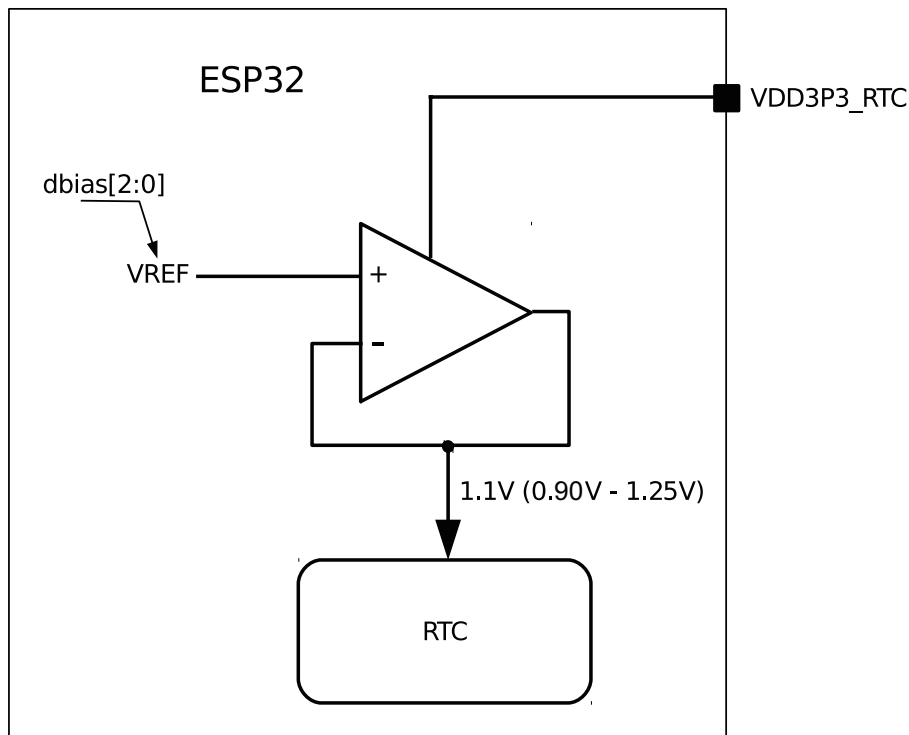 ESP32
VDD3P3_RTC
dbias[2:0]
VREF
+
-
1.1V (0.90V - 1.25V)
RTC